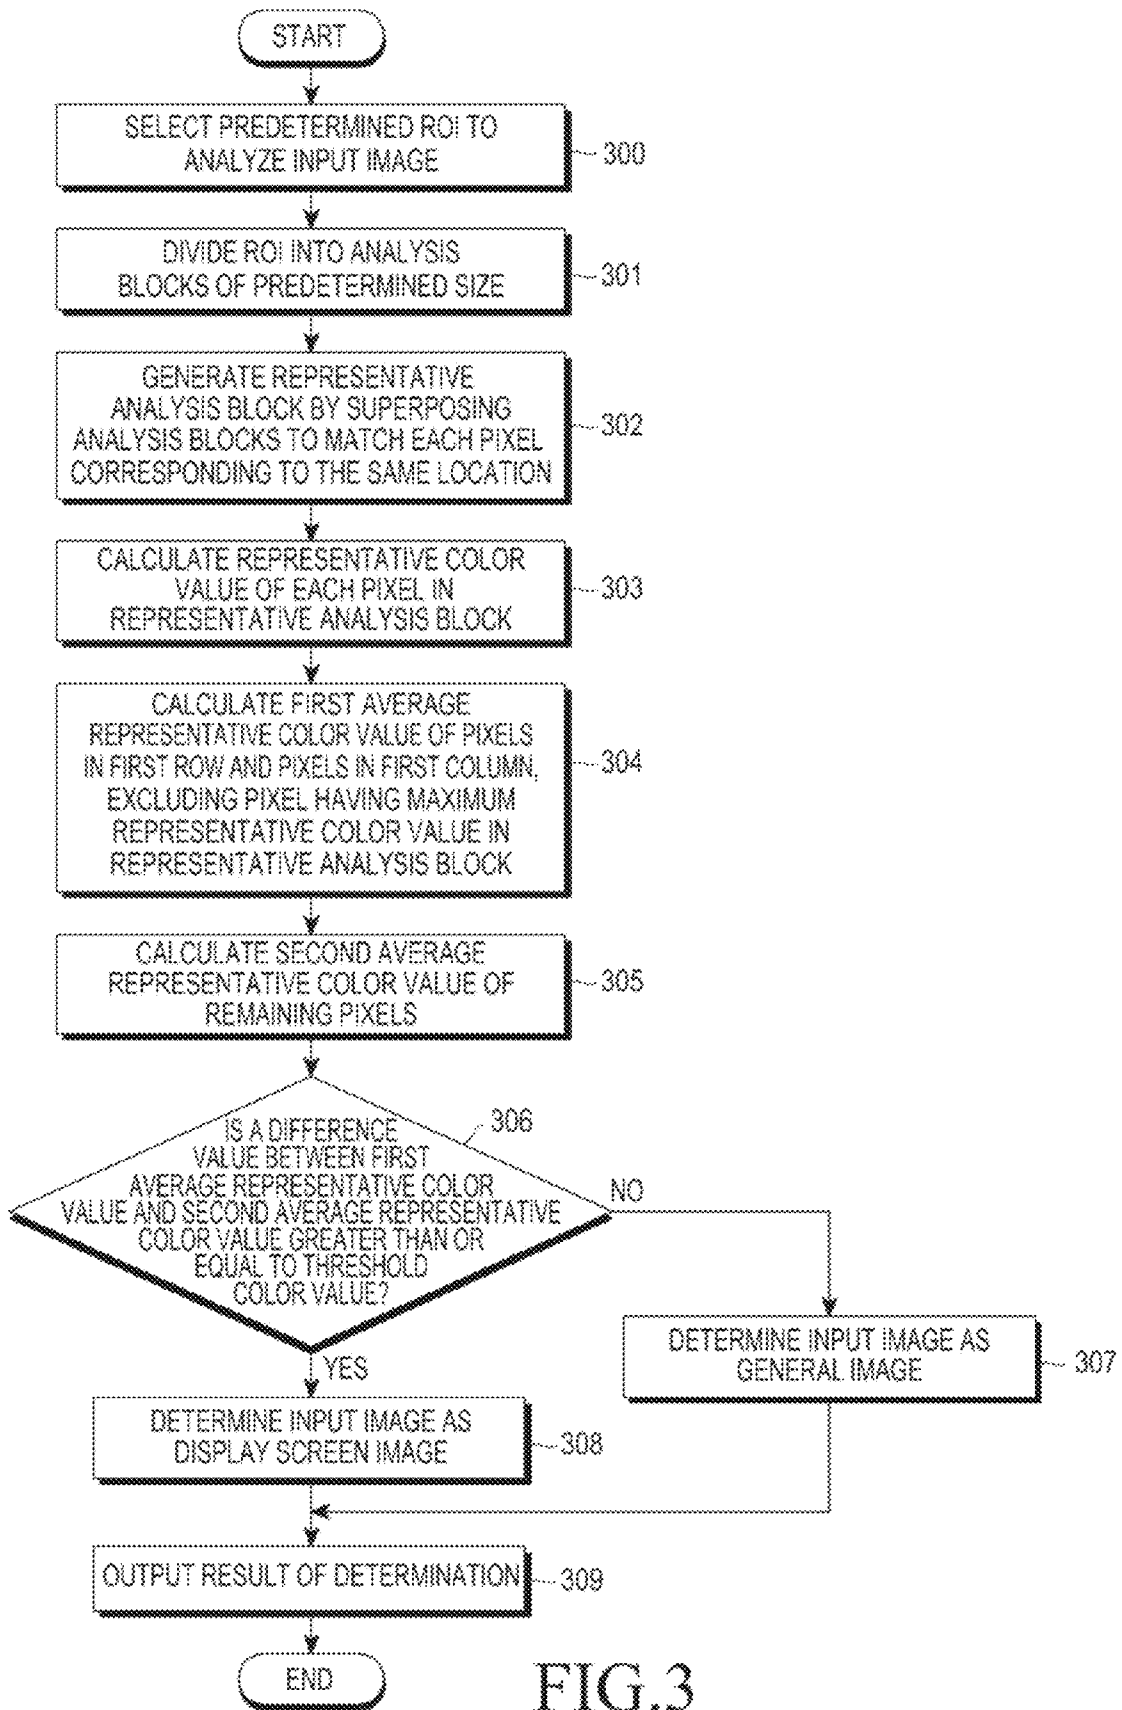 START
SELECT PREDETERMINED ROI TO
ANALYZE INPUT IMAGE
300
DIVIDE ROI INTO ANALYSIS
BLOCKS OF PREDETERMINED SIZE
301
GENERATE REPRESENTATIVE
ANALYSIS BLOCK BY SUPERPOSING
ANALYSIS BLOCKS TO MATCH EACH PIXEL
CORRESPONDING TO THE SAME LOCATION
302
CALCULATE REPRESENTATIVE COLOR
VALUE OF EACH PIXEL IN
REPRESENTATIVE ANALYSIS BLOCK
303
CALCULATE FIRST AVERAGE
REPRESENTATIVE COLOR VALUE OF PIXELS
IN FIRST ROW AND PIXELS IN FIRST COLUMN,
EXCLUDING PIXEL HAVING MAXIMUM
REPRESENTATIVE COLOR VALUE IN
REPRESENTATIVE ANALYSIS BLOCK
304
CALCULATE SECOND AVERAGE
REPRESENTATIVE COLOR VALUE OF
REMAINING PIXELS
305
306
IS A DIFFERENCE
VALUE BETWEEN FIRST
AVERAGE REPRESENTATIVE COLOR
VALUE AND SECOND AVERAGE REPRESENTATIVE
COLOR VALUE GREATER THAN OR
EQUAL TO THRESHOLD
COLOR VALUE?
NO
YES
DETERMINE INPUT IMAGE AS
GENERAL IMAGE
307
DETERMINE INPUT IMAGE AS
DISPLAY SCREEN IMAGE
308
OUTPUT RESULT OF DETERMINATION
309
END
FIG.3